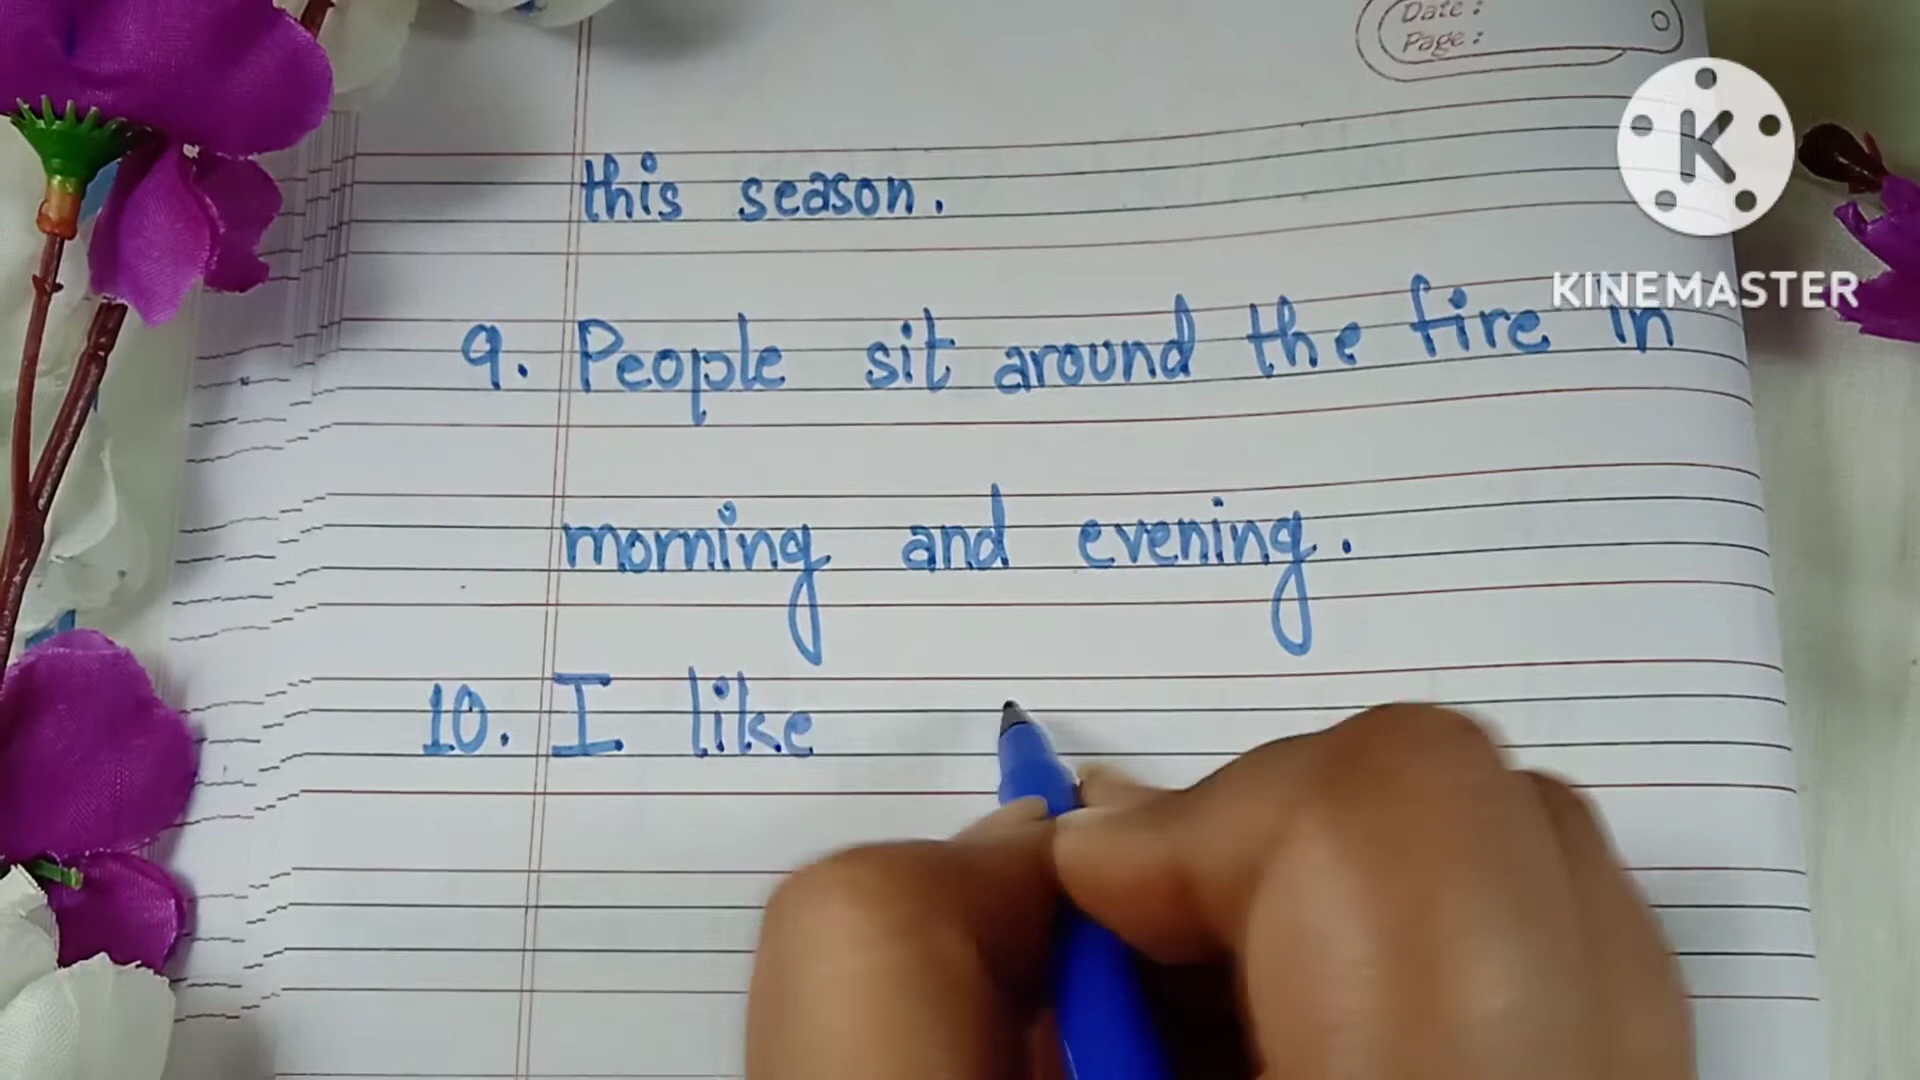 Date :
Page :
this season.
9. People sit around the fire in
morning and evening.
10. I like
K
KINEMASTER